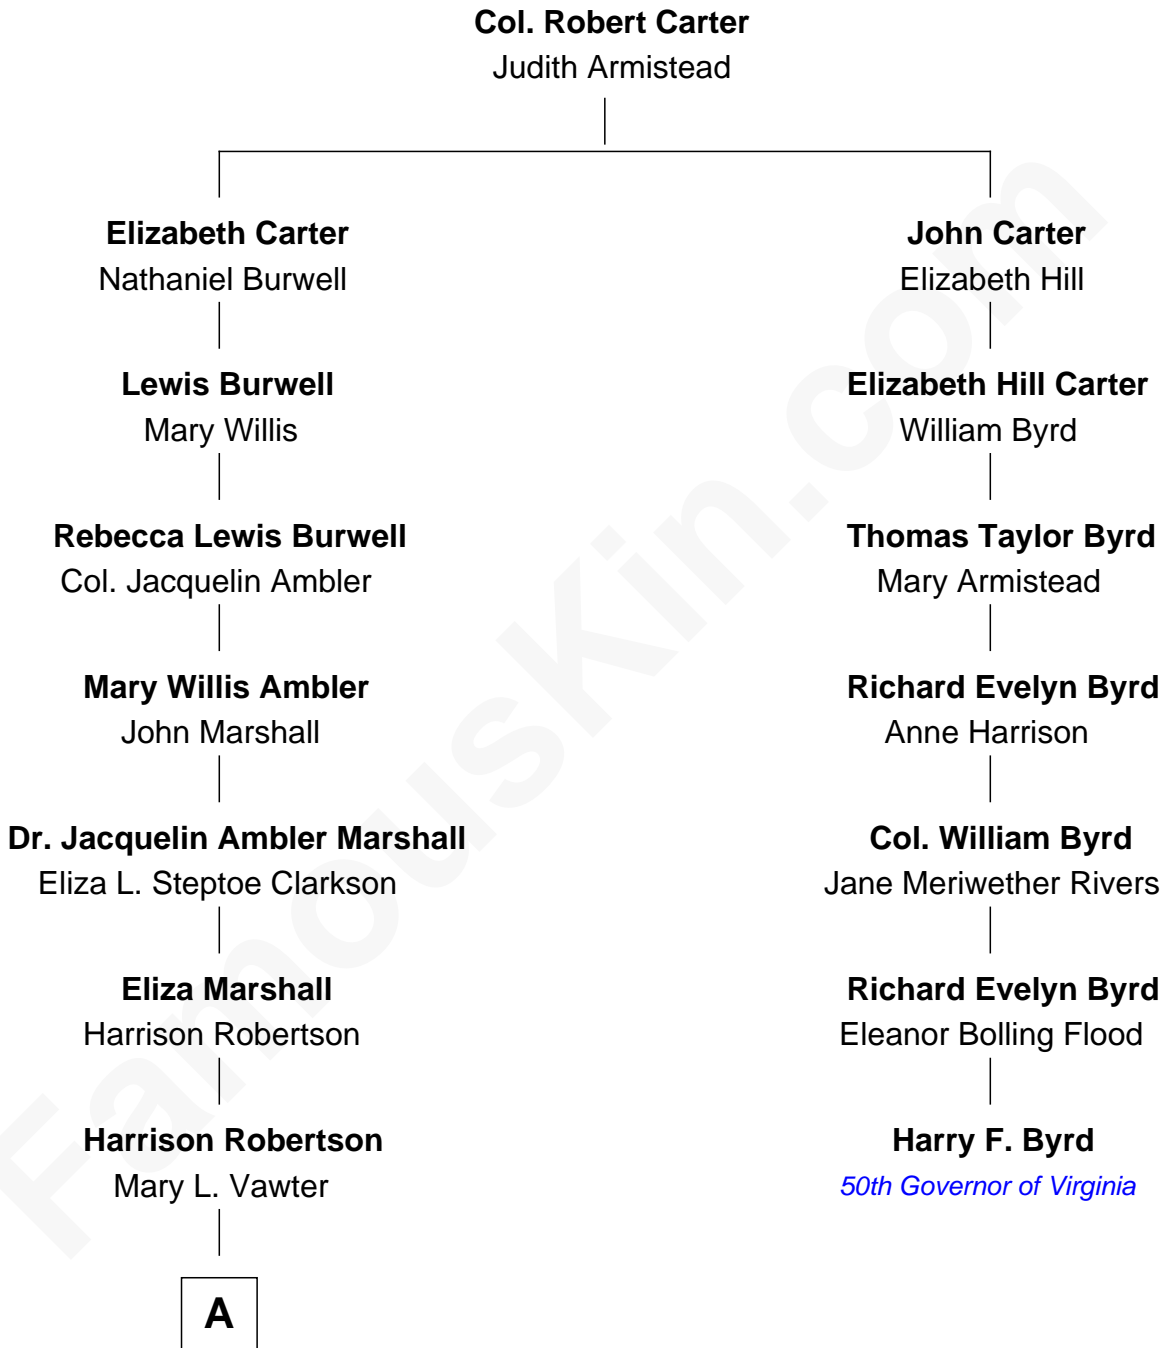 Col. Robert Carter
Judith Armistead
Elizabeth Carter
Nathaniel Burwell
John Carter
Elizabeth Hill
Lewis Burwell
Mary Willis
Elizabeth Hill Carter
William Byrd
Rebecca Lewis Burwell
Col. Jacquelin Ambler
Thomas Taylor Byrd
Mary Armistead
Mary Willis Ambler
John Marshall
Richard Evelyn Byrd
Anne Harrison
Dr. Jacquelin Ambler Marshall
Eliza L. Steptoe Clarkson
Col. William Byrd
Jane Meriwether Rivers
Eliza Marshall
Harrison Robertson
Richard Evelyn Byrd
Eleanor Bolling Flood
Harrison Robertson
Mary L. Vawter
Harry F. Byrd
50th Governor of Virginia
A
FamousKin.com